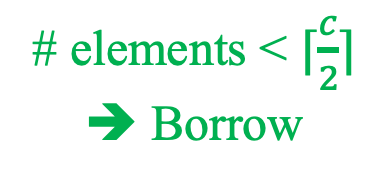 # elements < ⌈c/2⌉
➔ Borrow